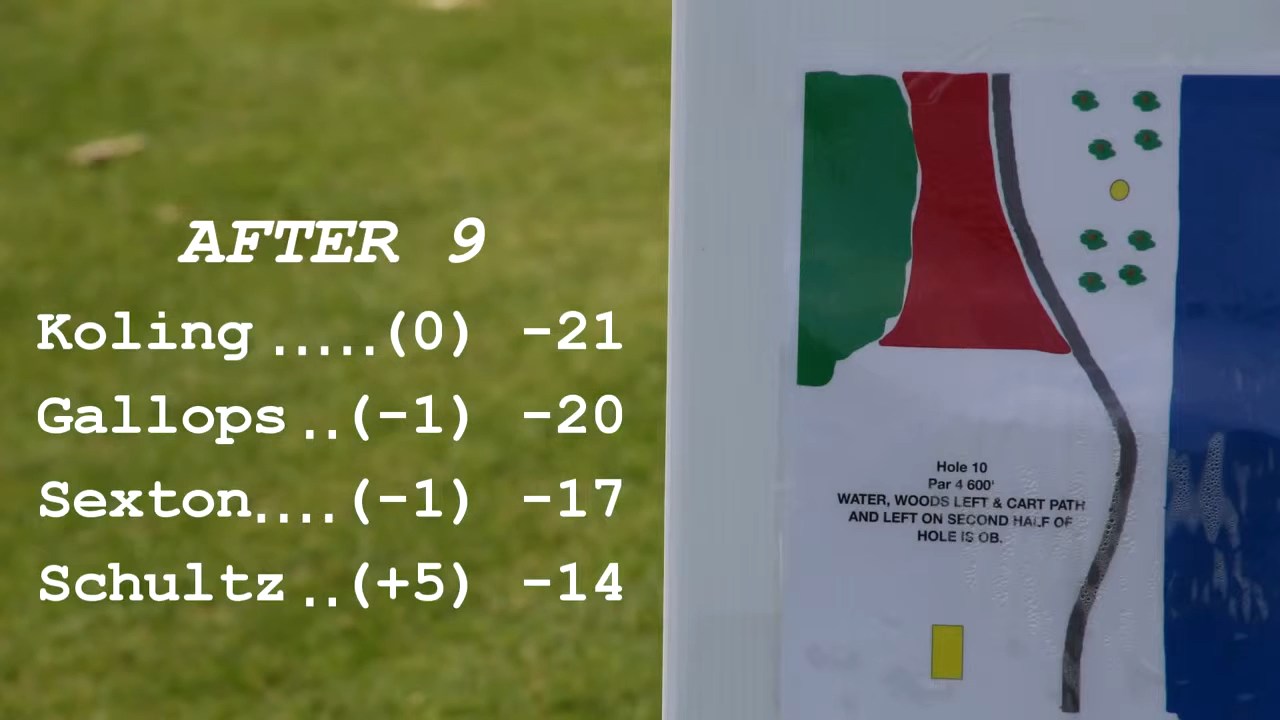 AFTER 9
Koling .....(0) -21
Gallops ..(-1) -20
Sexton....(-1) -17
Schultz ..(+5) -14
Hole 10
Par 4 600'
WATER, WOODS LEFT & CART PATH
AND LEFT ON SECOND HALF OF
HOLE IS OB.